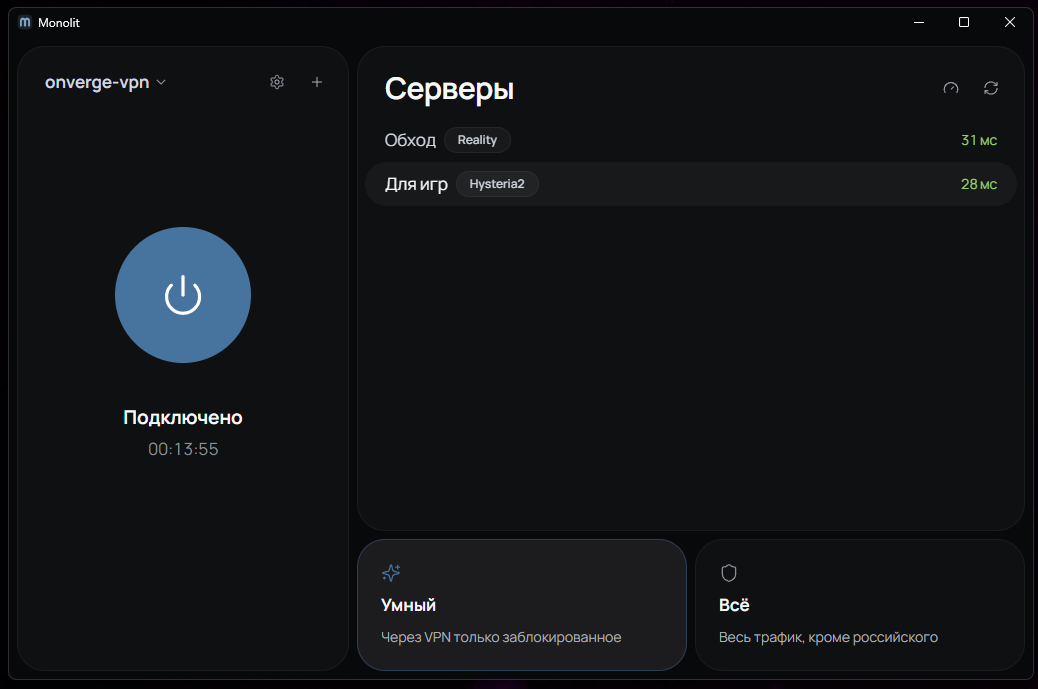 m Monolit
onverge-vpn
Подключено
00:13:55
Серверы
Обход Reality 31 мс
Для игр Hysteria2 28 мс
Умный
Через VPN только заблокированное
Всё
Весь трафик, кроме российского